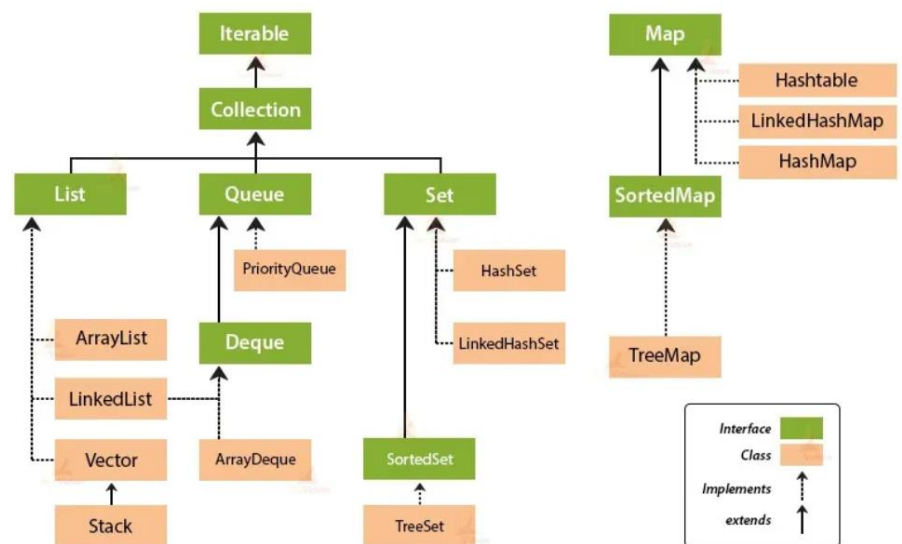 Iterable
Collection
List
Queue
Set
PriorityQueue
HashSet
ArrayList
Deque
LinkedHashSet
LinkedList
Vector
ArrayDeque
SortedSet
Stack
TreeSet
Map
Hashtable
LinkedHashMap
HashMap
SortedMap
TreeMap
Interface
Class
Implements
extends